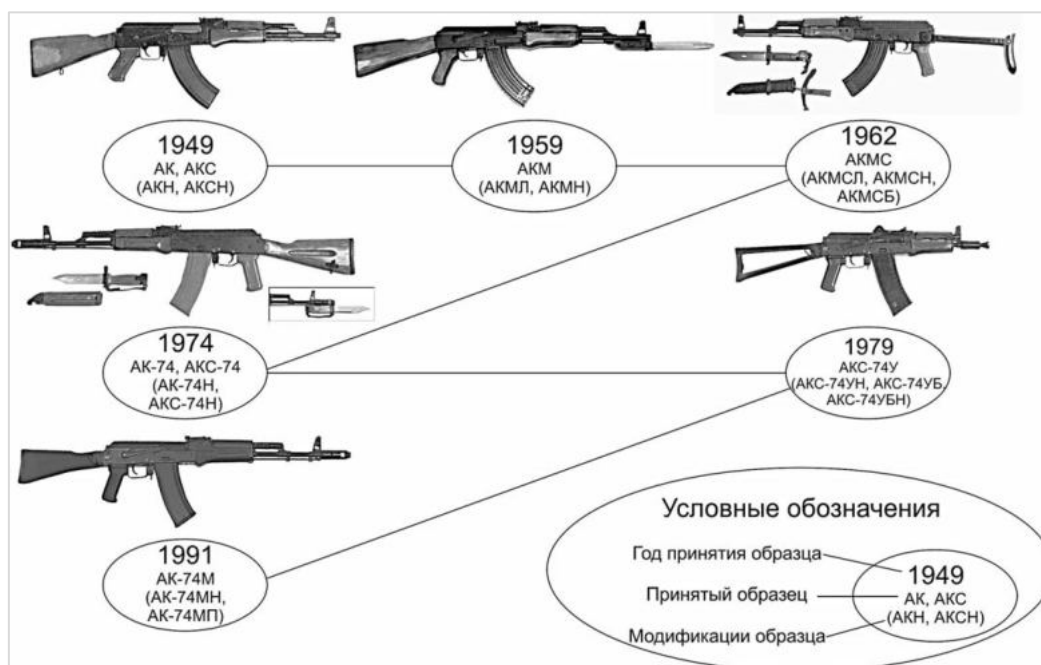 1949
АК, АКС
(АКН, АКСН)
1959
АКМ
(АКМЛ, АКМН)
1962
АКМС
(АКМСЛ, АКМСН,
АКМСБ)
1974
АК-74, АКС-74
(АК-74Н,
АКС-74Н)
1979
АКС-74У
(АКС-74УН, АКС-74УБ,
АКС-74УБН)
1991
АК-74М
(АК-74МН,
АК-74МП)
Условные обозначения
Год принятия образца
1949
Принятый образец
АК, АКС
(АКН, АКСН)
Модификации образца